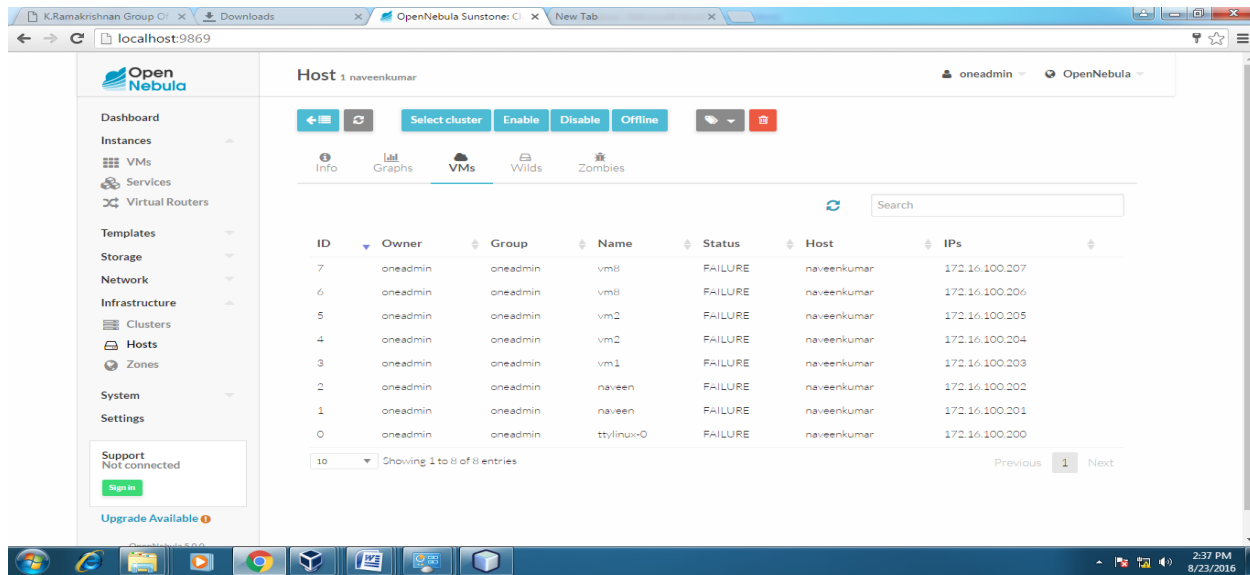 K.Ramakrishnan Group Of
Downloads
OpenNebula Sunstone: Cl
New Tab
localhost:9869
Open
Nebula
Host 1 naveenkumar
oneadmin
OpenNebula
Dashboard
Instances
VMs
Services
Virtual Routers
Templates
Storage
Network
Infrastructure
Clusters
Hosts
Zones
System
Settings
Support
Not connected
Sign in
Upgrade Available
OpenNebula 5.0.0
Select cluster Enable Disable Offline
Info Graphs VMs Wilds Zombies
Search
ID Owner Group Name Status Host IPs
7 oneadmin oneadmin vm8 FAILURE naveenkumar 172.16.100.207
6 oneadmin oneadmin vm8 FAILURE naveenkumar 172.16.100.206
5 oneadmin oneadmin vm2 FAILURE naveenkumar 172.16.100.205
4 oneadmin oneadmin vm2 FAILURE naveenkumar 172.16.100.204
3 oneadmin oneadmin vm1 FAILURE naveenkumar 172.16.100.203
2 oneadmin oneadmin naveen FAILURE naveenkumar 172.16.100.202
1 oneadmin oneadmin naveen FAILURE naveenkumar 172.16.100.201
0 oneadmin oneadmin ttylinux-0 FAILURE naveenkumar 172.16.100.200
10 Showing 1 to 8 of 8 entries
Previous 1 Next
2:37 PM
8/23/2016